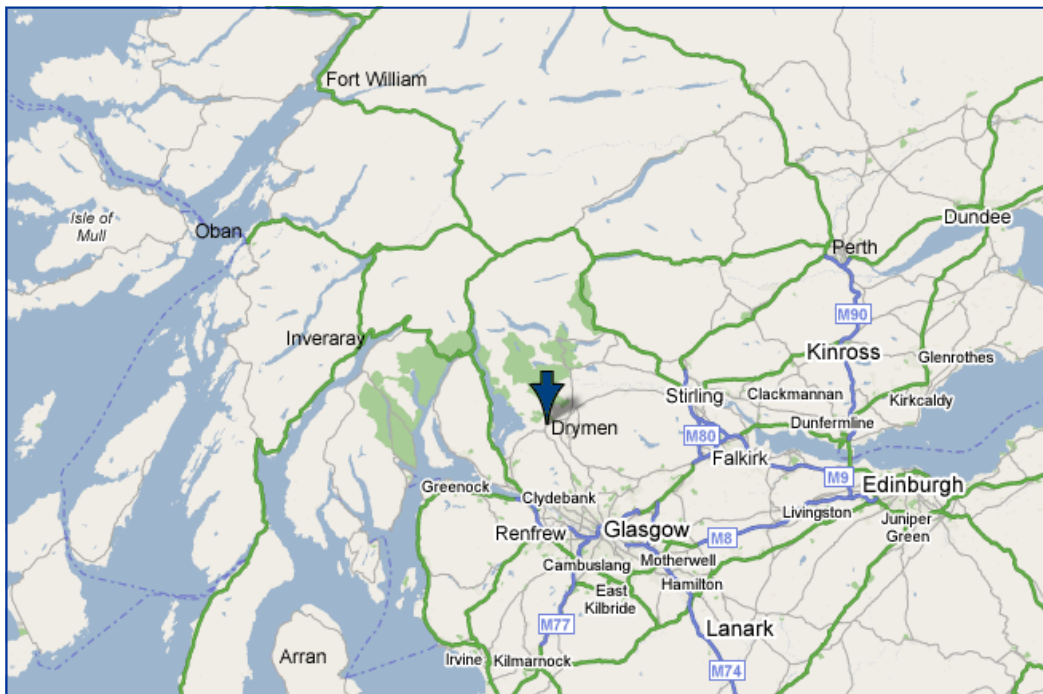 Fort William
Isle of
Mull
Oban
Dundee
Perth
M90
Inveraray
Kinross
Glenrothes
Stirling
Clackmannan
Kirkcaldy
Drymen
M80
Dunfermline
Falkirk
M9
Greenock
Clydebank
Edinburgh
Livingston
Juniper
Green
Renfrew
Glasgow
M8
Cambuslang
Motherwell
Hamilton
East
Kilbride
M77
Lanark
Arran
Irvine
Kilmarnock
M74